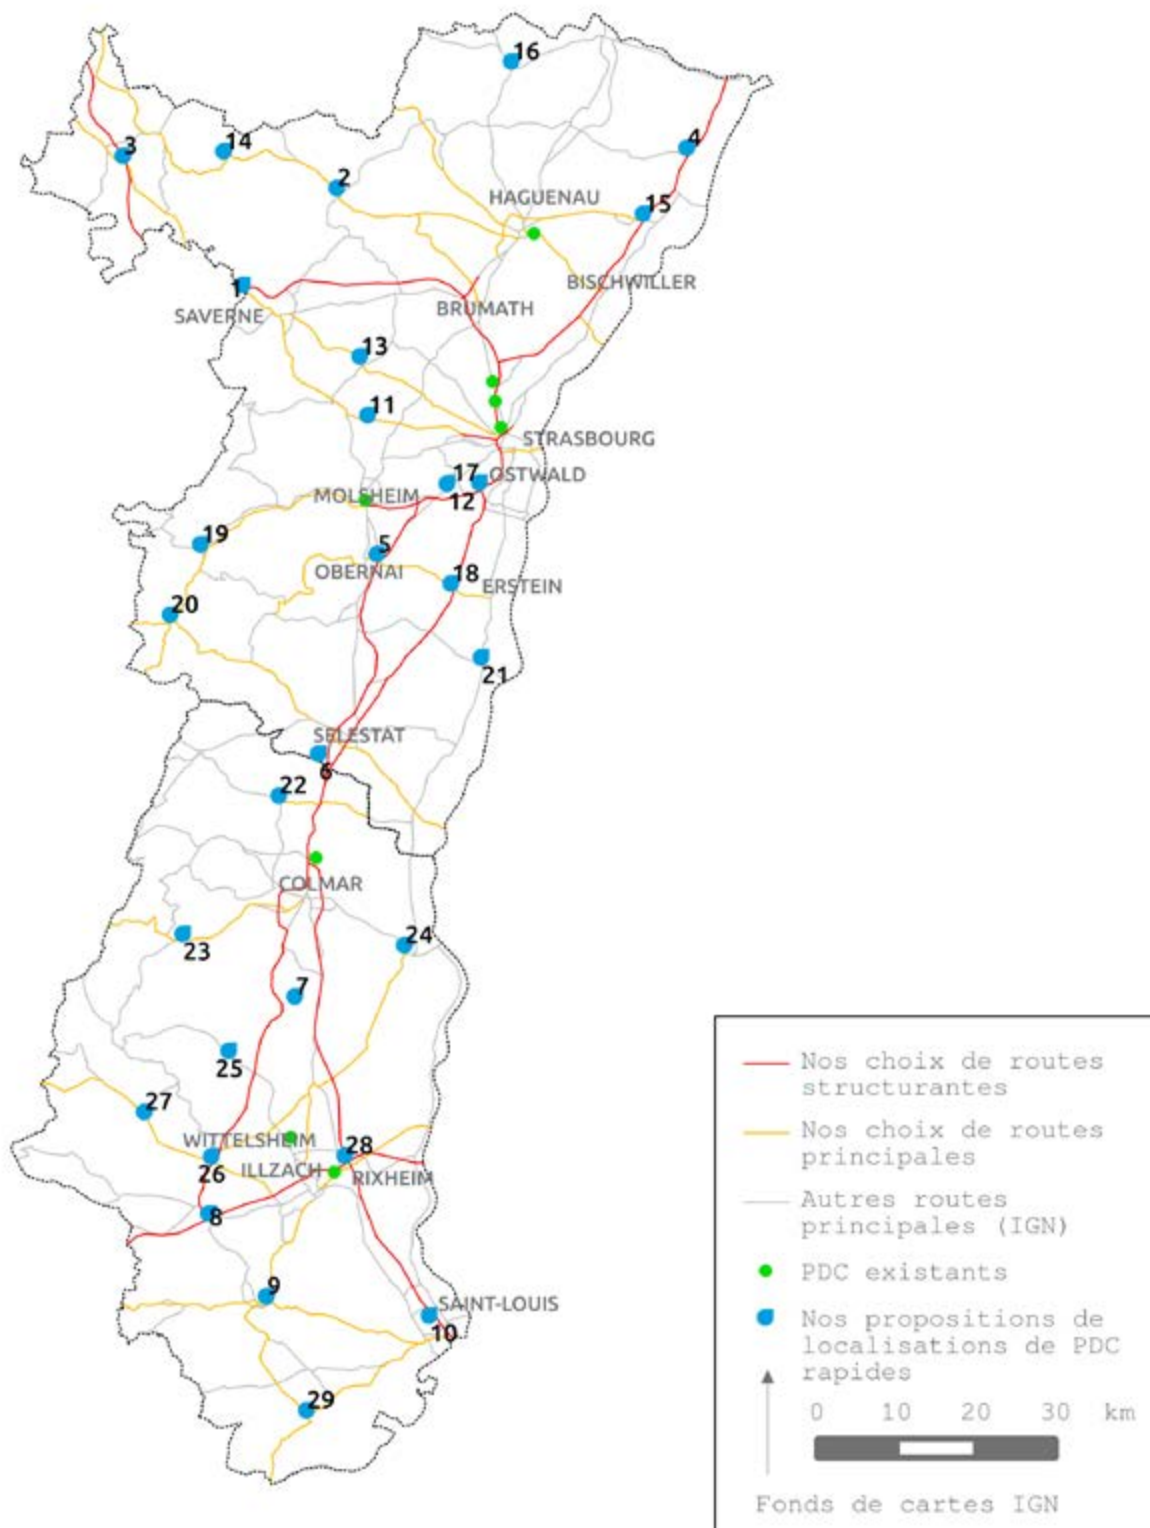 16
4
3
14
2
HAGUENAU
15
BISCHWILLER
1
BRUMATH
SAVERNE
13
11
STRASBOURG
17
OSTWALD
MOLSHEIM
12
19
5
OBERNAI
18
ERSTEIN
20
21
SELESTAT
6
22
COLMAR
24
23
7
25
27
WITTELSHEIM
28
26
ILLZACH
RIXHEIM
8
9
SAINT-LOUIS
10
29
Nos choix de routes
structurantes
Nos choix de routes
principales
Autres routes
principales (IGN)
PDC existants
Nos propositions de
localisations de PDC
rapides
0 10 20 30 km
Fonds de cartes IGN